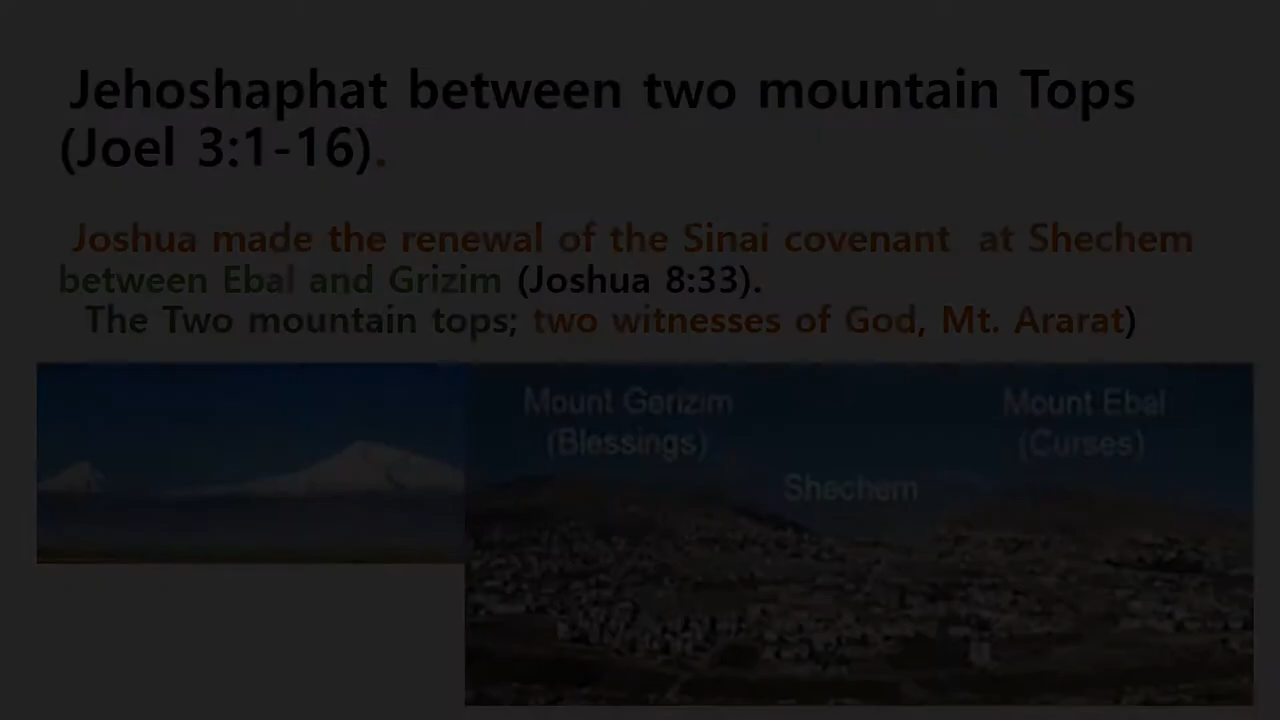 Jehoshaphat between two mountain Tops
(Joel 3:1-16).
Joshua made the renewal of the Sinai covenant at Shechem
between Ebal and Grizim (Joshua 8:33).
The Two mountain tops; two witnesses of God, Mt. Ararat)
Mount Gerizim
(Blessings)
Mount Ebal
(Curses)
Shechem